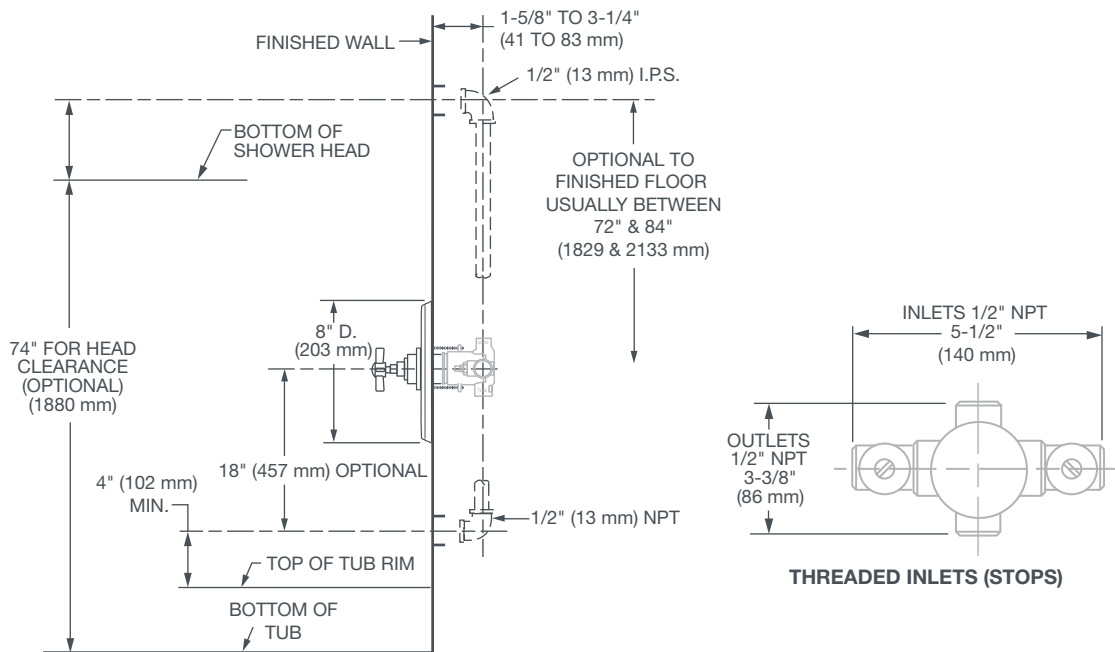 1-5/8" TO 3-1/4"
(41 TO 83 mm)
FINISHED WALL
1/2" (13 mm) I.P.S.
BOTTOM OF
SHOWER HEAD
OPTIONAL TO
FINISHED FLOOR
USUALLY BETWEEN
72" & 84"
(1829 & 2133 mm)
8" D.
(203 mm)
74" FOR HEAD
CLEARANCE
(OPTIONAL)
(1880 mm)
18" (457 mm) OPTIONAL
4" (102 mm)
MIN.
1/2" (13 mm) NPT
TOP OF TUB RIM
BOTTOM OF
TUB
INLETS 1/2" NPT
5-1/2"
(140 mm)
OUTLETS
1/2" NPT
3-3/8"
(86 mm)
THREADED INLETS (STOPS)